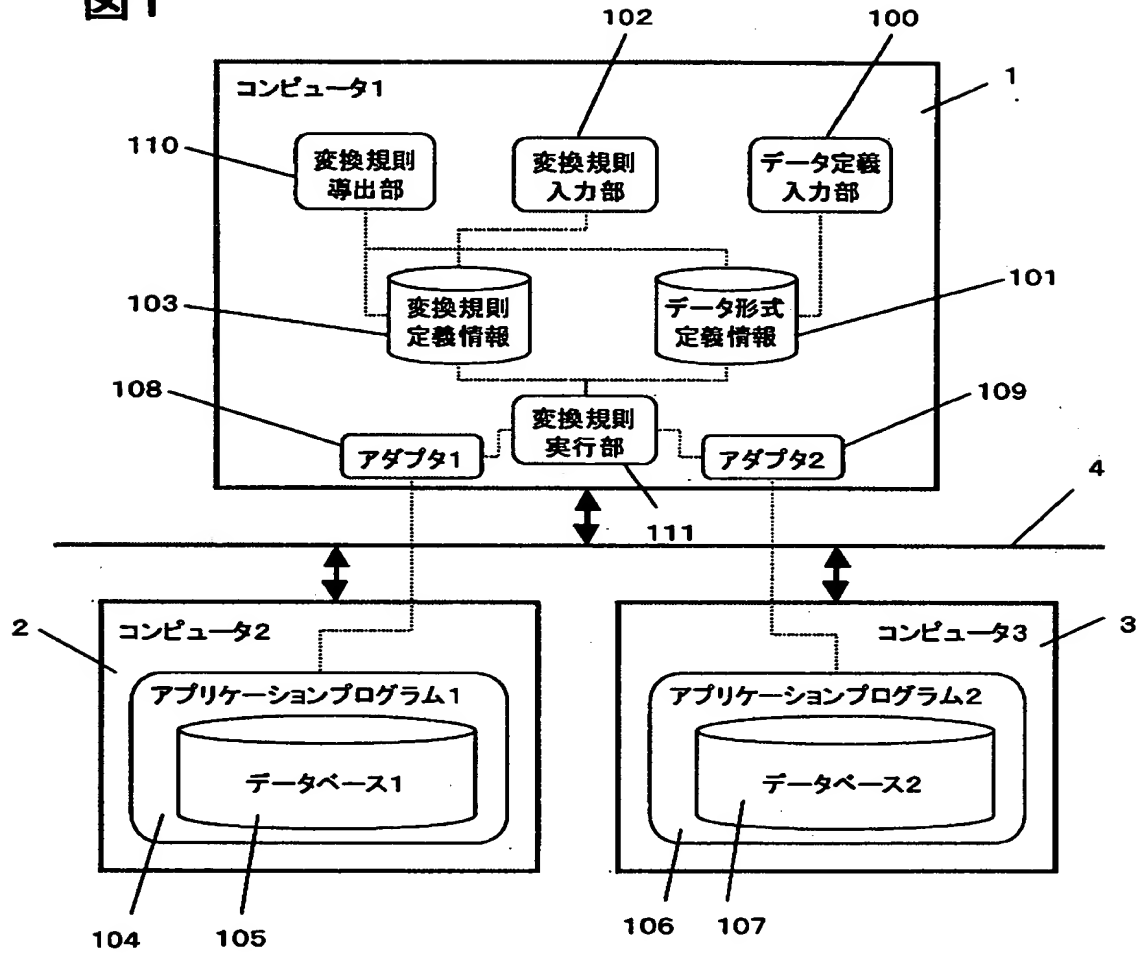 図1
102
100
コンピュータ1
1
110
変換規則
導出部
変換規則
入力部
データ定義
入力部
103
変換規則
定義情報
データ形式
定義情報
101
108
変換規則
実行部
109
アダプタ1
アダプタ2
111
4
2
コンピュータ2
コンピュータ3
3
アプリケーションプログラム1
アプリケーションプログラム2
データベース1
データベース2
104
105
106
107